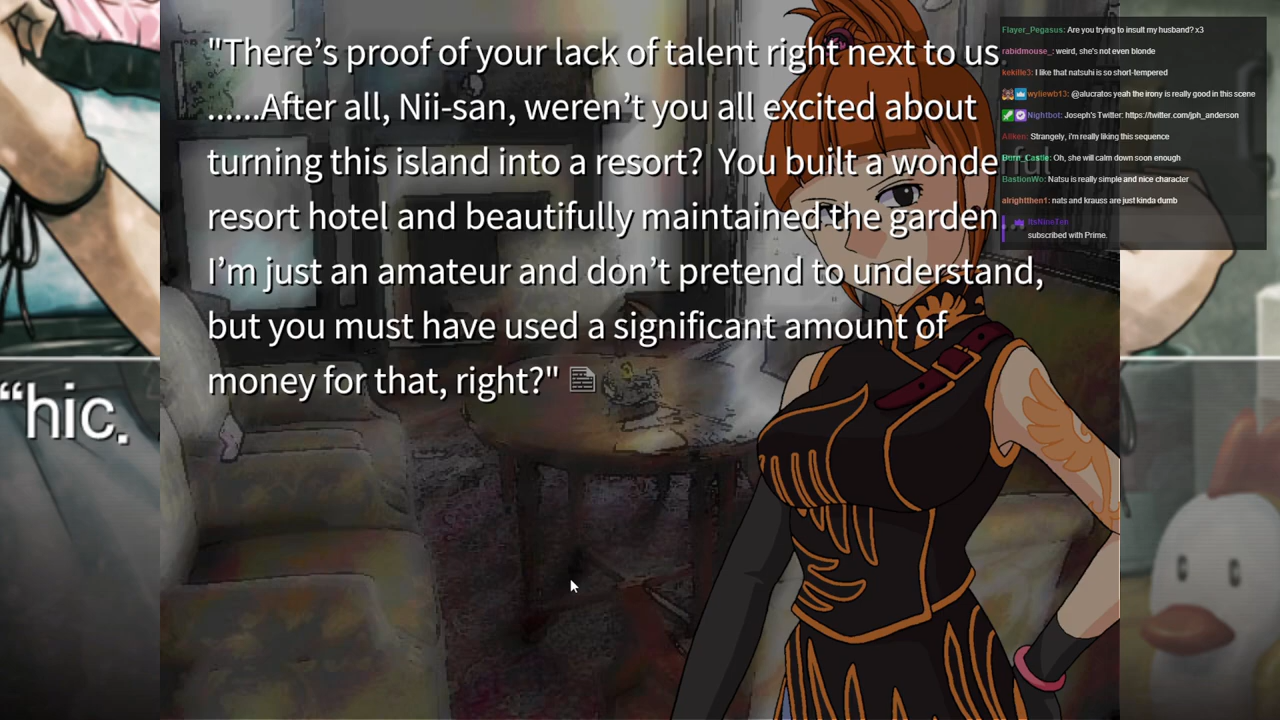 "There’s proof of your lack of talent right next to us.
......After all, Nii-san, weren’t you all excited about
turning this island into a resort?  You built a wonderful
resort hotel and beautifully maintained the garden.
I’m just an amateur and don’t pretend to understand,
but you must have used a significant amount of
money for that, right?"
“hic.
Flayer_Pegasus: Are you trying to insult my husband? x3
rabidmouse_: weird, she's not even blonde
kekilie3: I like that natsuhi is so short-tempered
wyliewb13: @alucratos yeah the irony is really good in this scene
Nightbot: Joseph's Twitter: https://twitter.com/jph_anderson
Strangely, i'm really liking this sequence
Burn_Castle: Oh, she will calm down soon enough
BastionWo: Natsu is really simple and nice character
alrightthen1: nats and krauss are just kinda dumb
ItsNineTen
subscribed with Prime.